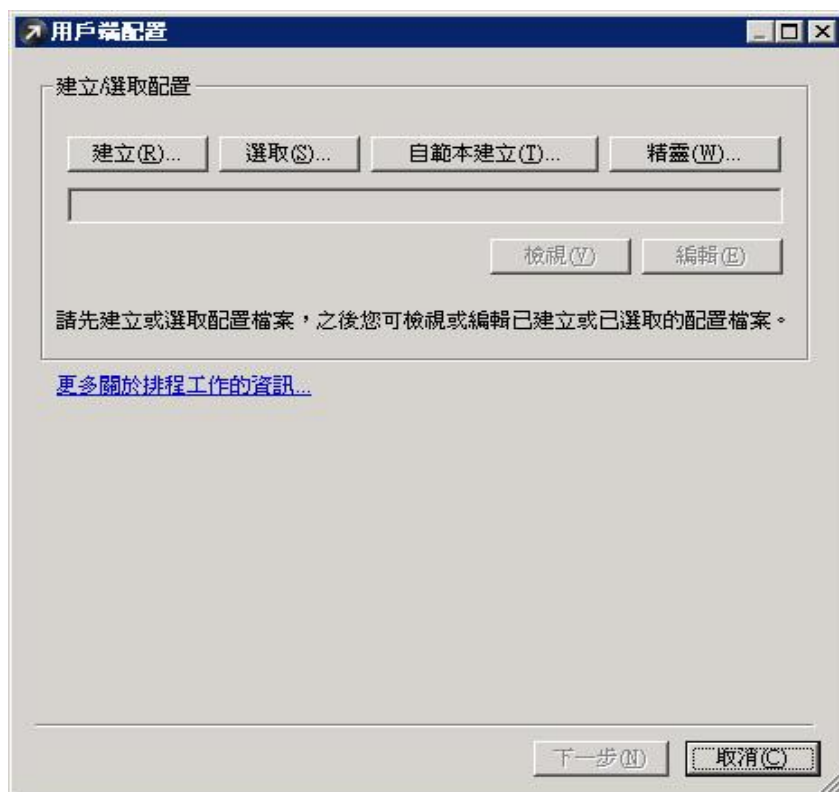 用戶端配置
建立/選取配置
建立(R)... 選取(S)... 自範本建立(T)... 精靈(W)...
檢視(V) 編輯(E)
請先建立或選取配置檔案，之後您可檢視或編輯已建立或已選取的配置檔案。
更多關於排程工作的資訊...
下一步(N) 取消(C)